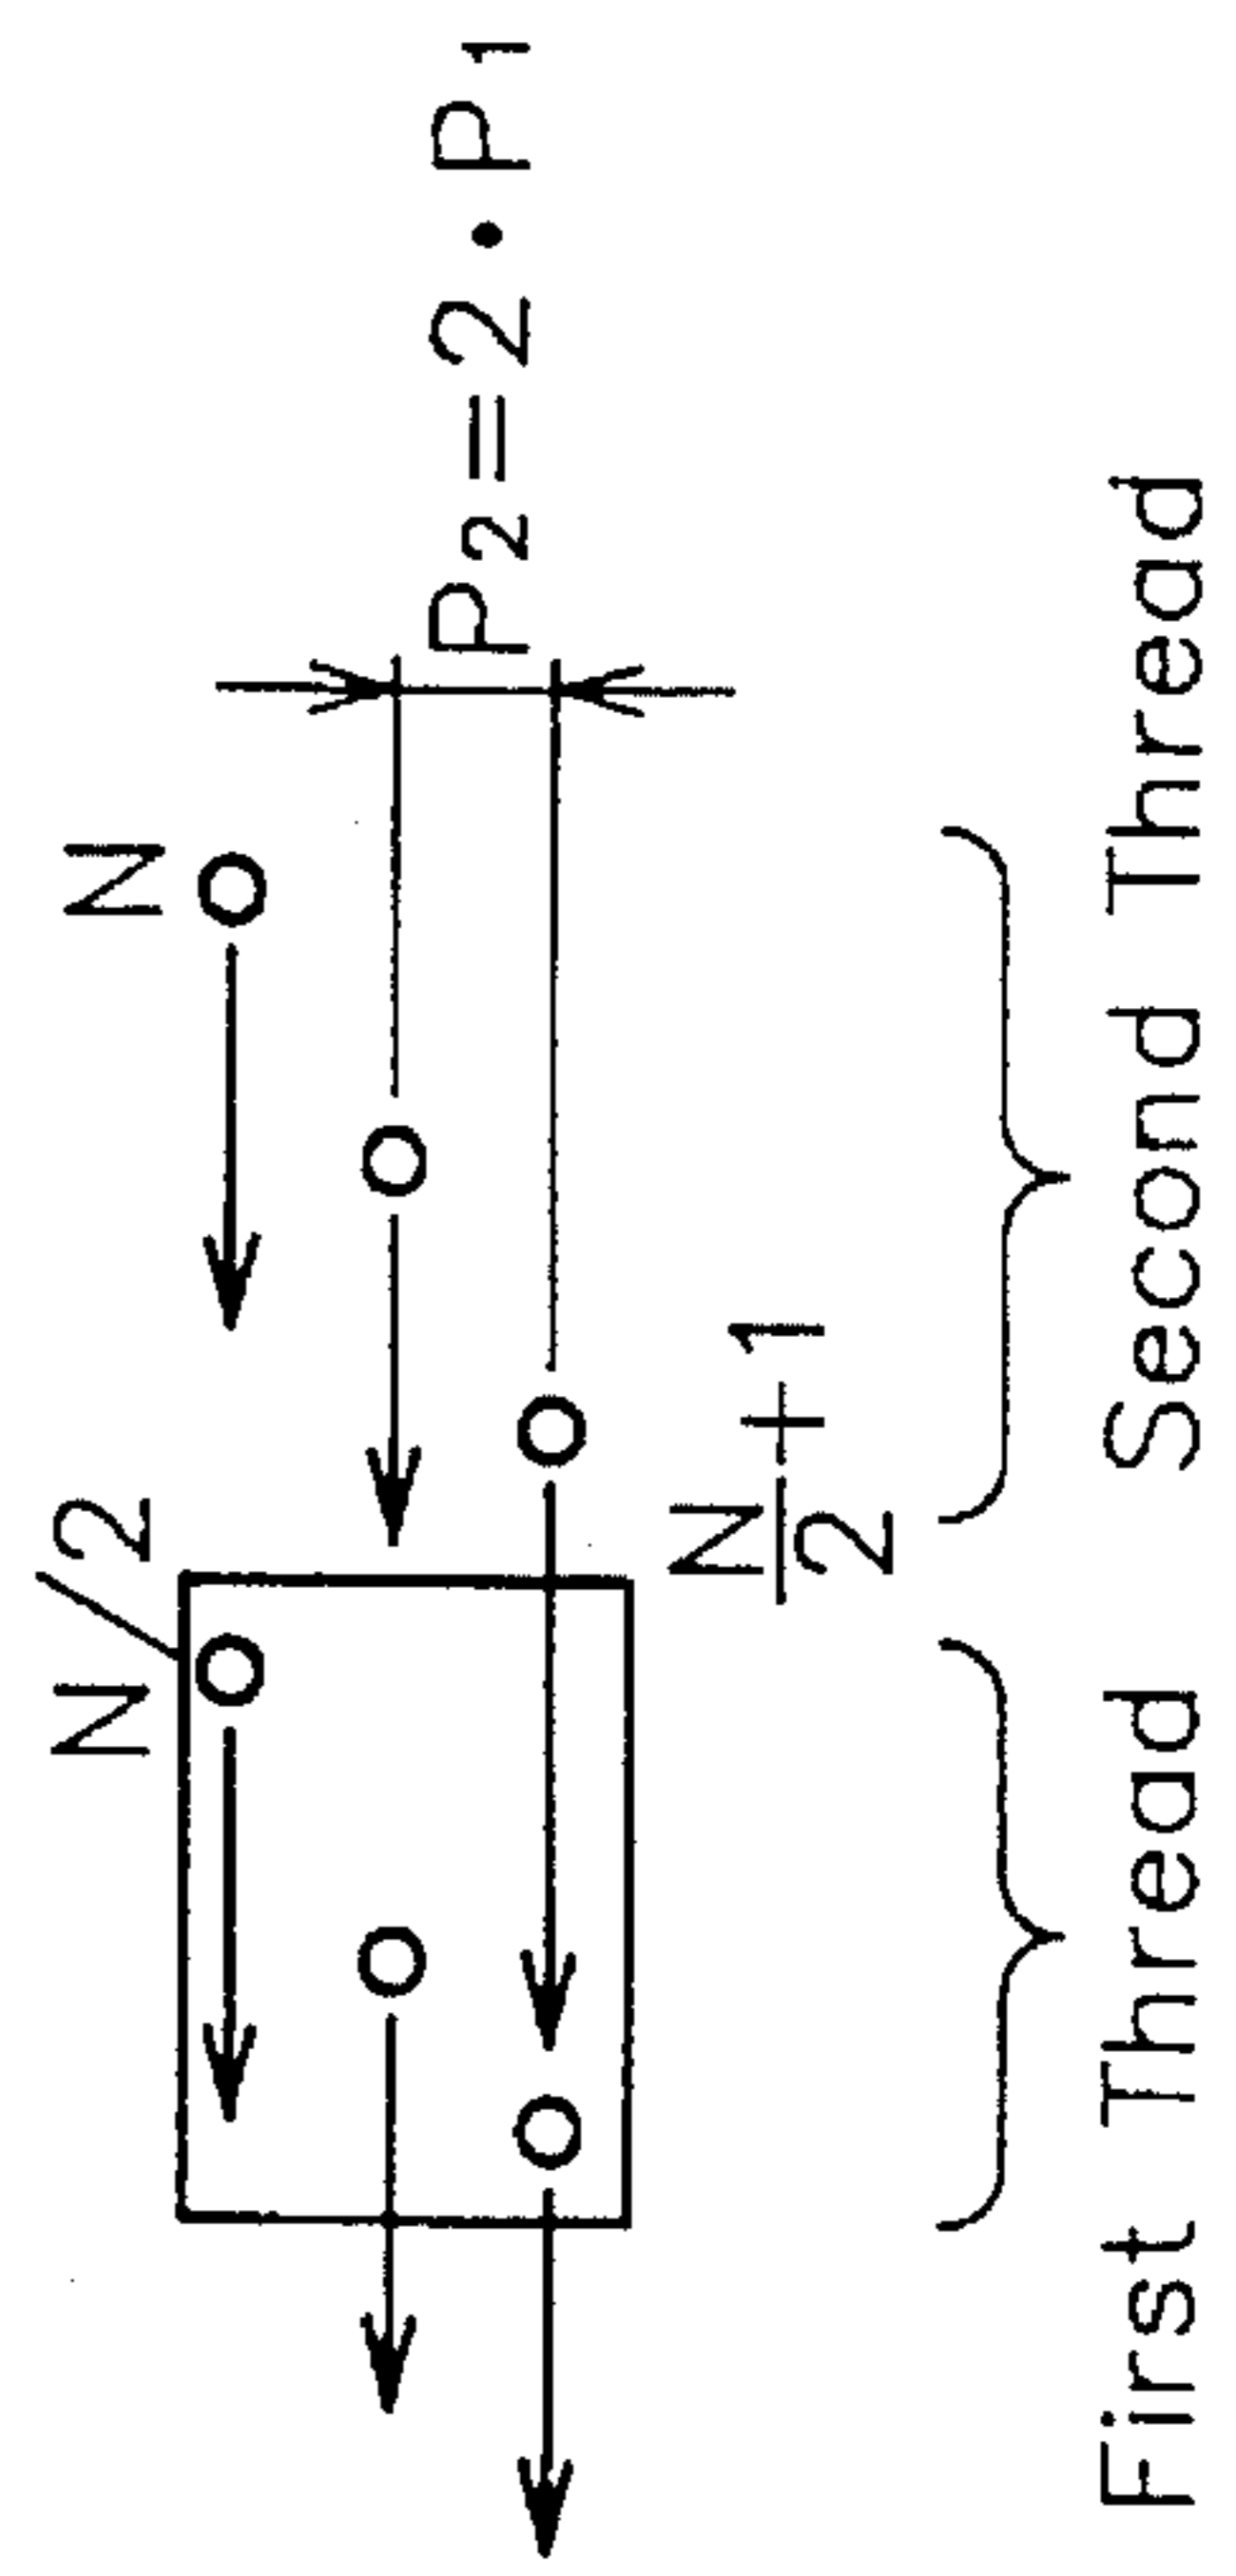 N/2
N
P₂=2·P₁
N/2+1
First Thread
Second Thread